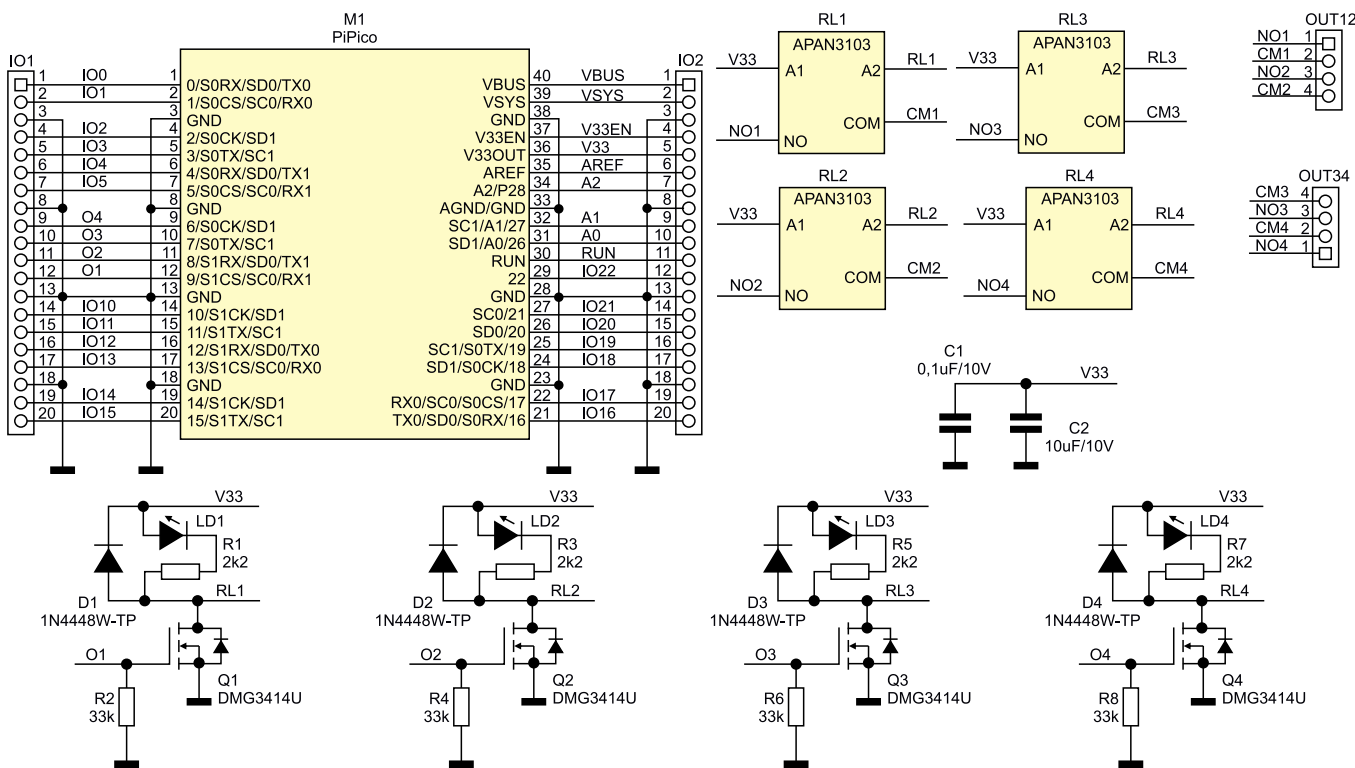 M1
PiPico
IO1
1 IO0 1 0/S0RX/SD0/TX0
2 IO1 2 1/S0CS/SC0/RX0
3 3 GND
4 IO2 4 2/S0CK/SD1
5 IO3 5 3/S0TX/SC1
6 IO4 6 4/S0RX/SD0/TX1
7 IO5 7 5/S0CS/SC0/RX1
8 8 GND
9 O4 9 6/S0CK/SD1
10 O3 10 7/S0TX/SC1
11 O2 11 8/S1RX/SD0/TX1
12 O1 12 9/S1CS/SC0/RX1
13 13 GND
14 IO10 14 10/S1CK/SD1
15 IO11 15 11/S1TX/SC1
16 IO12 16 12/S1RX/SD0/TX0
17 IO13 17 13/S1CS/SC0/RX0
18 18 GND
19 IO14 19 14/S1CK/SD1
20 IO15 20 15/S1TX/SC1
IO2
VBUS 40 VBUS 1
VSYS 39 VSYS 2
GND 38 3
V33EN 37 V33EN 4
V33OUT 36 V33 5
AREF 35 AREF 6
A2/P28 34 A2 7
AGND/GND 33 8
SC1/A1/27 32 A1 9
SD1/A0/26 31 A0 10
RUN 30 RUN 11
22 29 IO22 12
GND 28 13
SC0/21 27 IO21 14
SD0/20 26 IO20 15
SC1/S0TX/19 25 IO19 16
SD1/S0CK/18 24 IO18 17
GND 23 18
RX0/SC0/S0CS/17 22 IO17 19
TX0/SD0/S0RX/16 21 IO16 20
RL1
APAN3103
V33 A1 A2 RL1
COM CM1
NO1 NO
RL3
APAN3103
V33 A1 A2 RL3
COM CM3
NO3 NO
RL2
APAN3103
V33 A1 A2 RL2
COM CM2
NO2 NO
RL4
APAN3103
V33 A1 A2 RL4
COM CM4
NO4 NO
OUT12
NO1 1
CM1 2
NO2 3
CM2 4
OUT34
CM3 4
NO3 3
CM4 2
NO4 1
C1
0,1uF/10V
V33
C2
10uF/10V
V33
LD1
R1
2k2
D1
1N4448W-TP
RL1
O1
R2
33k
Q1
DMG3414U
V33
LD2
R3
2k2
D2
1N4448W-TP
RL2
O2
R4
33k
Q2
DMG3414U
V33
LD3
R5
2k2
D3
1N4448W-TP
RL3
O3
R6
33k
Q3
DMG3414U
V33
LD4
R7
2k2
D4
1N4448W-TP
RL4
O4
R8
33k
Q4
DMG3414U